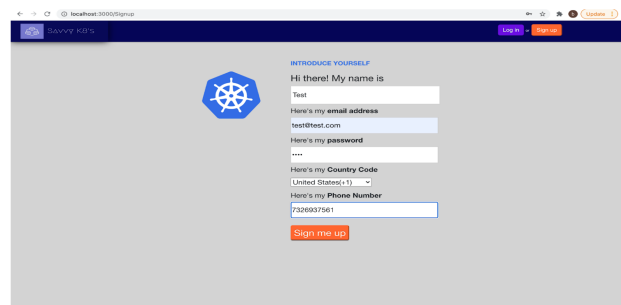 localhost:3000/Signup
Update
Savvy K8's
Log in or Sign up
INTRODUCE YOURSELF
Hi there! My name is
Test
Here's my email address
test@test.com
Here's my password
••••
Here's my Country Code
United States(+1)
Here's my Phone Number
7326937561
Sign me up